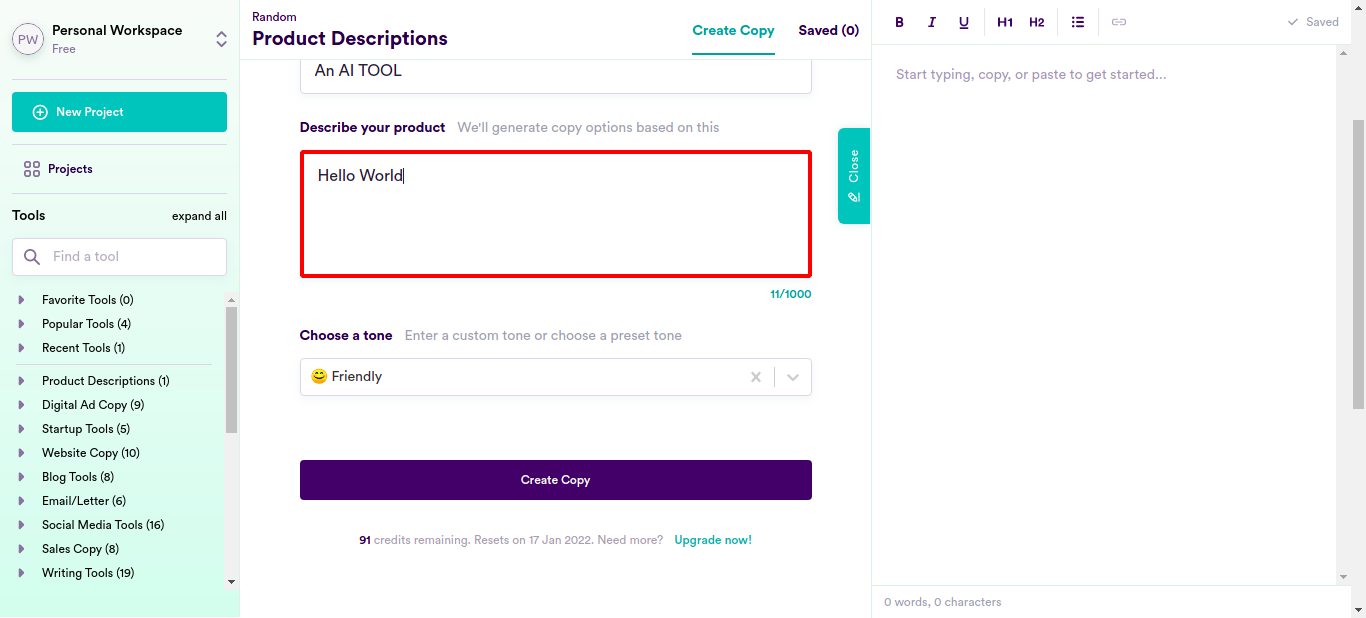 PW
Personal Workspace
Free
New Project
Projects
Tools
expand all
Find a tool
Favorite Tools (0)
Popular Tools (4)
Recent Tools (1)
Product Descriptions (1)
Digital Ad Copy (9)
Startup Tools (5)
Website Copy (10)
Blog Tools (8)
Email/Letter (6)
Social Media Tools (16)
Sales Copy (8)
Writing Tools (19)
Random
Product Descriptions
Create Copy
Saved (0)
An AI TOOL
Describe your product We'll generate copy options based on this
Hello World
11/1000
Choose a tone Enter a custom tone or choose a preset tone
😊 Friendly
Create Copy
91 credits remaining. Resets on 17 Jan 2022. Need more? Upgrade now!
Close
B I U H1 H2
Saved
Start typing, copy, or paste to get started...
0 words, 0 characters